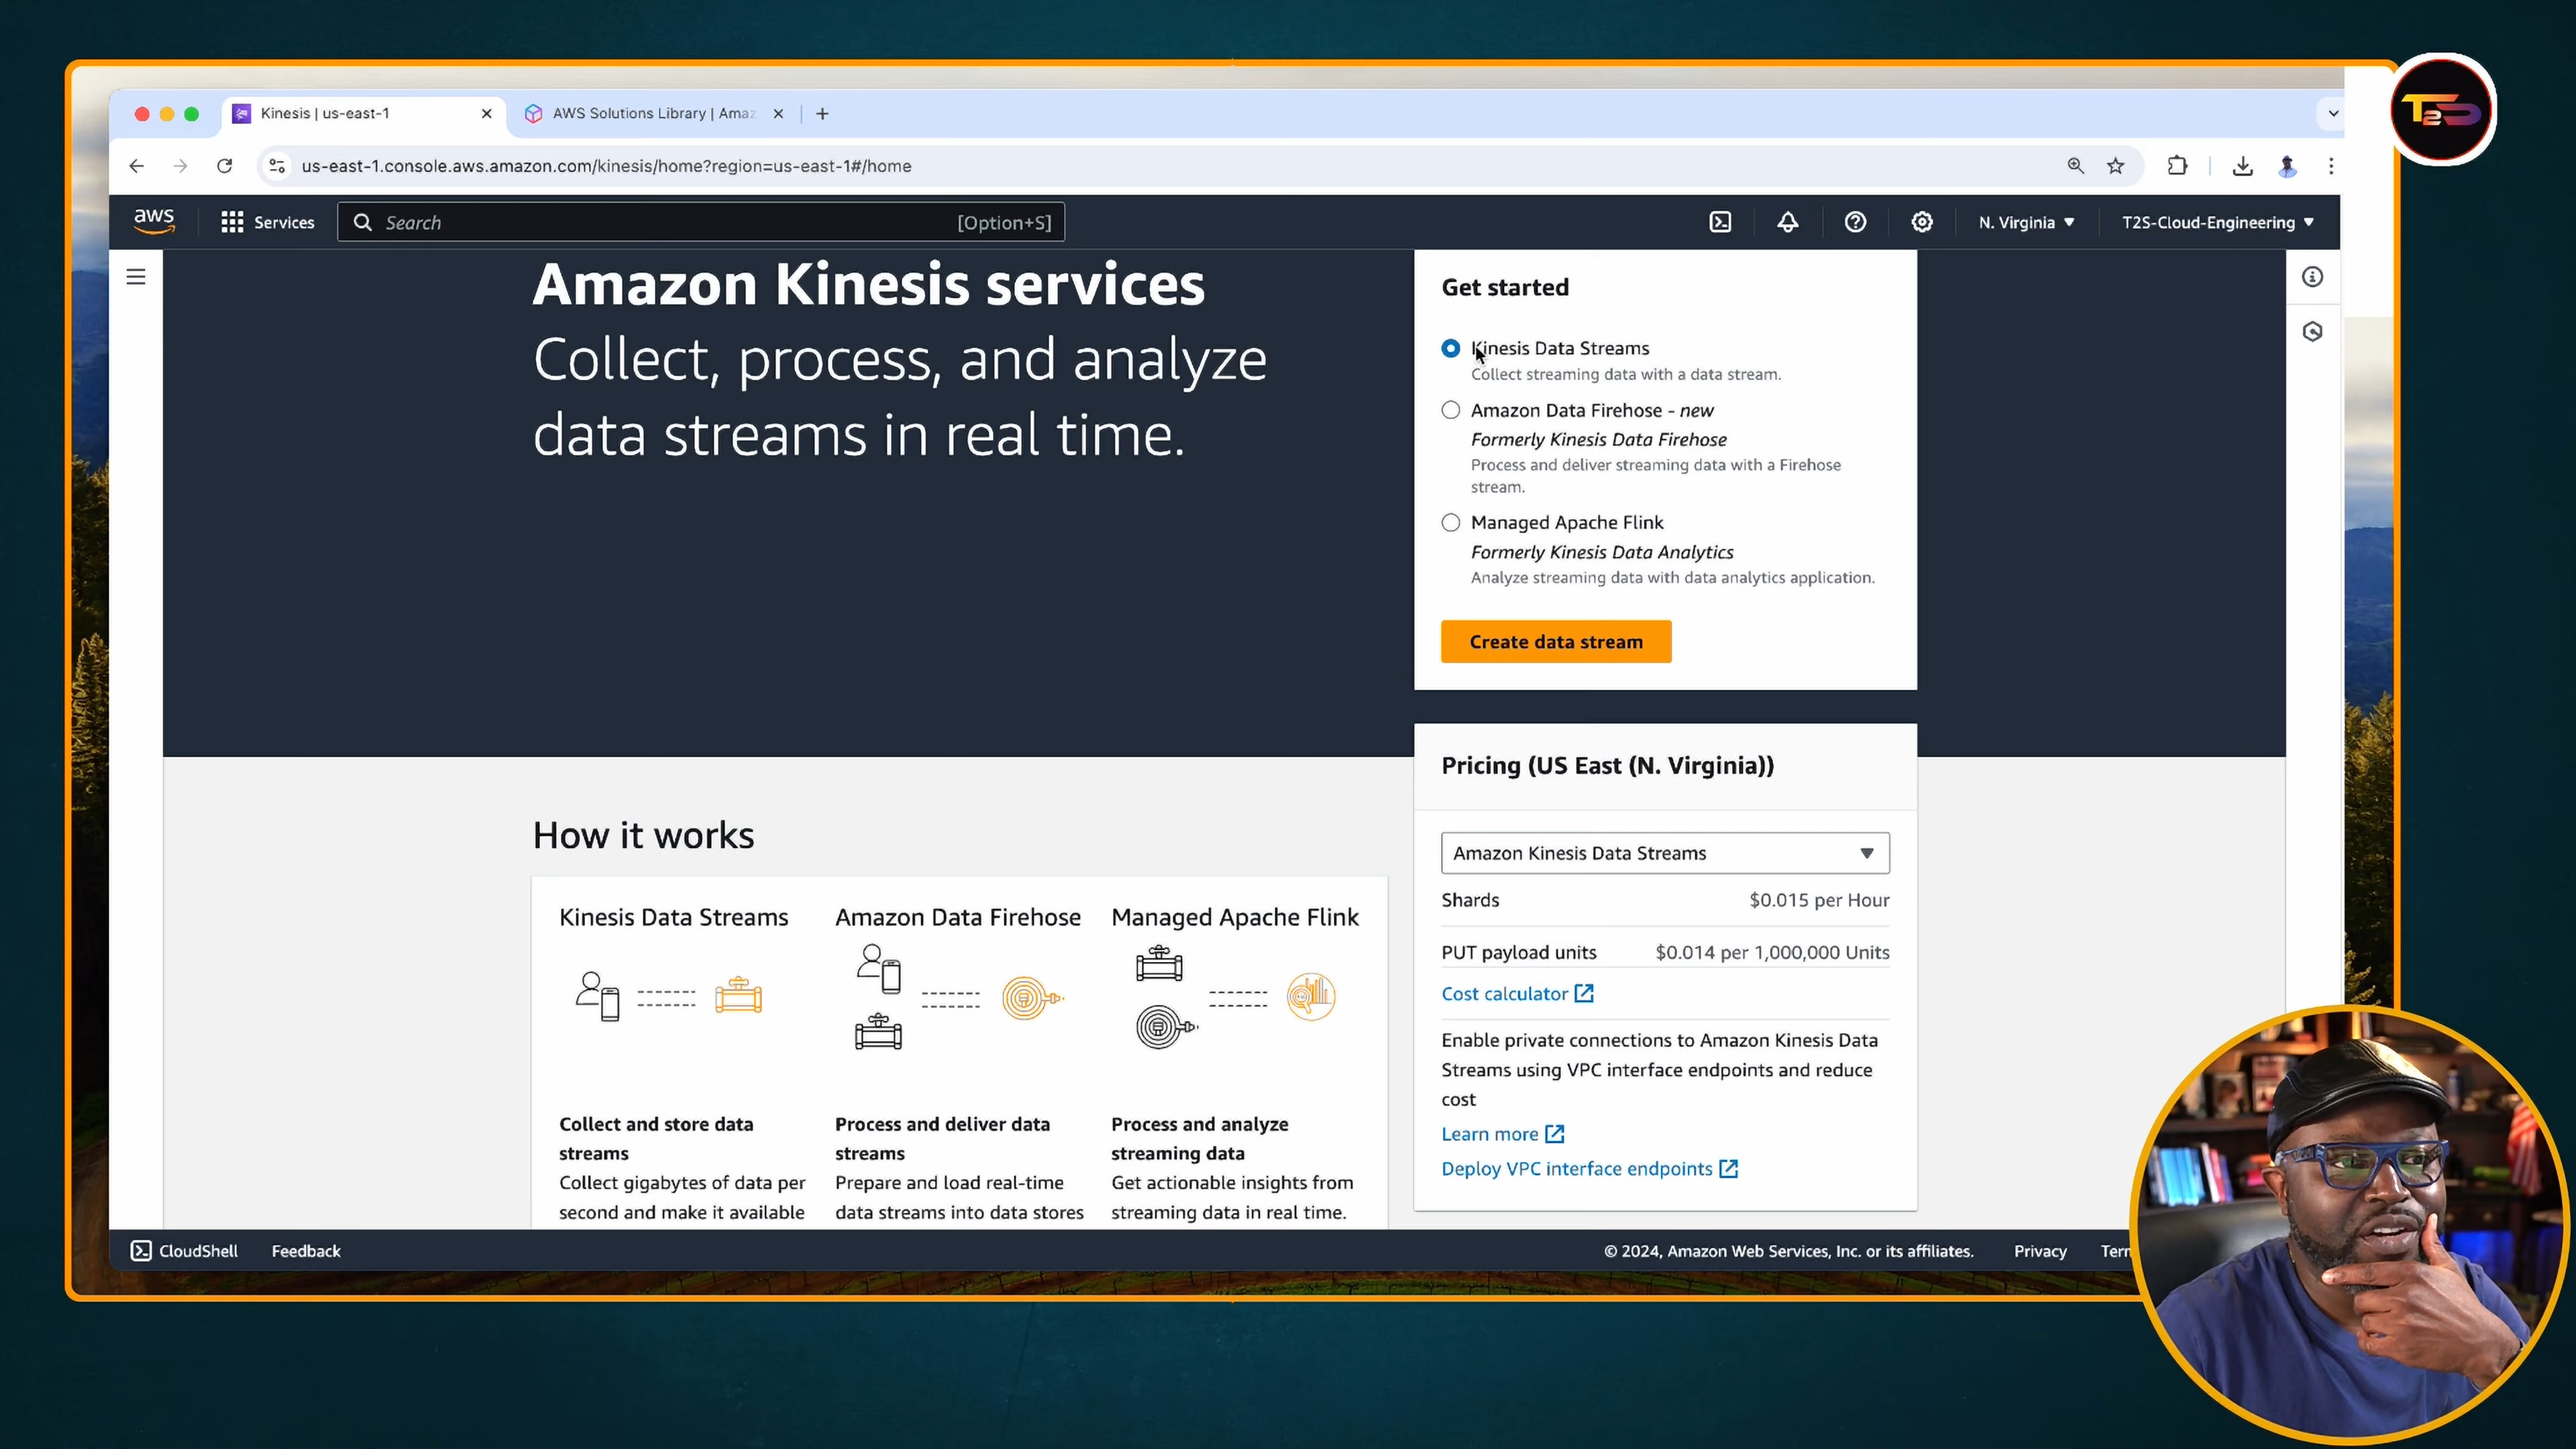 Kinesis | us-east-1
AWS Solutions Library | Amaz
T2S
us-east-1.console.aws.amazon.com/kinesis/home?region=us-east-1#/home
aws
Services
Search
[Option+S]
N. Virginia
T2S-Cloud-Engineering
Amazon Kinesis services
Collect, process, and analyze
data streams in real time.
Get started
Kinesis Data Streams
Collect streaming data with a data stream.
Amazon Data Firehose - new
Formerly Kinesis Data Firehose
Process and deliver streaming data with a Firehose
stream.
Managed Apache Flink
Formerly Kinesis Data Analytics
Analyze streaming data with data analytics application.
Create data stream
Pricing (US East (N. Virginia))
Amazon Kinesis Data Streams
Shards $0.015 per Hour
PUT payload units $0.014 per 1,000,000 Units
Cost calculator
Enable private connections to Amazon Kinesis Data
Streams using VPC interface endpoints and reduce
cost
Learn more
Deploy VPC interface endpoints
How it works
Kinesis Data Streams
Collect and store data
streams
Collect gigabytes of data per
second and make it available
Amazon Data Firehose
Process and deliver data
streams
Prepare and load real-time
data streams into data stores
Managed Apache Flink
Process and analyze
streaming data
Get actionable insights from
streaming data in real time.
CloudShell
Feedback
© 2024, Amazon Web Services, Inc. or its affiliates.
Privacy